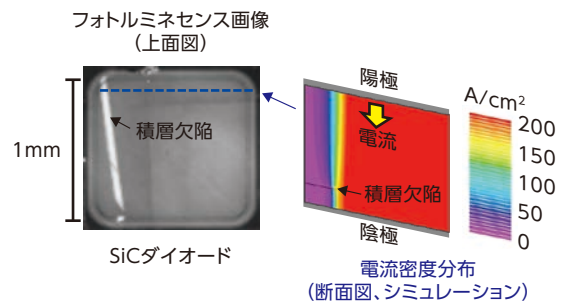 フォトルミネセンス画像
（上面図）
1mm
積層欠陥
SiCダイオード
陽極
電流
積層欠陥
陰極
A/cm²
200
150
100
50
0
電流密度分布
（断面図、シミュレーション）